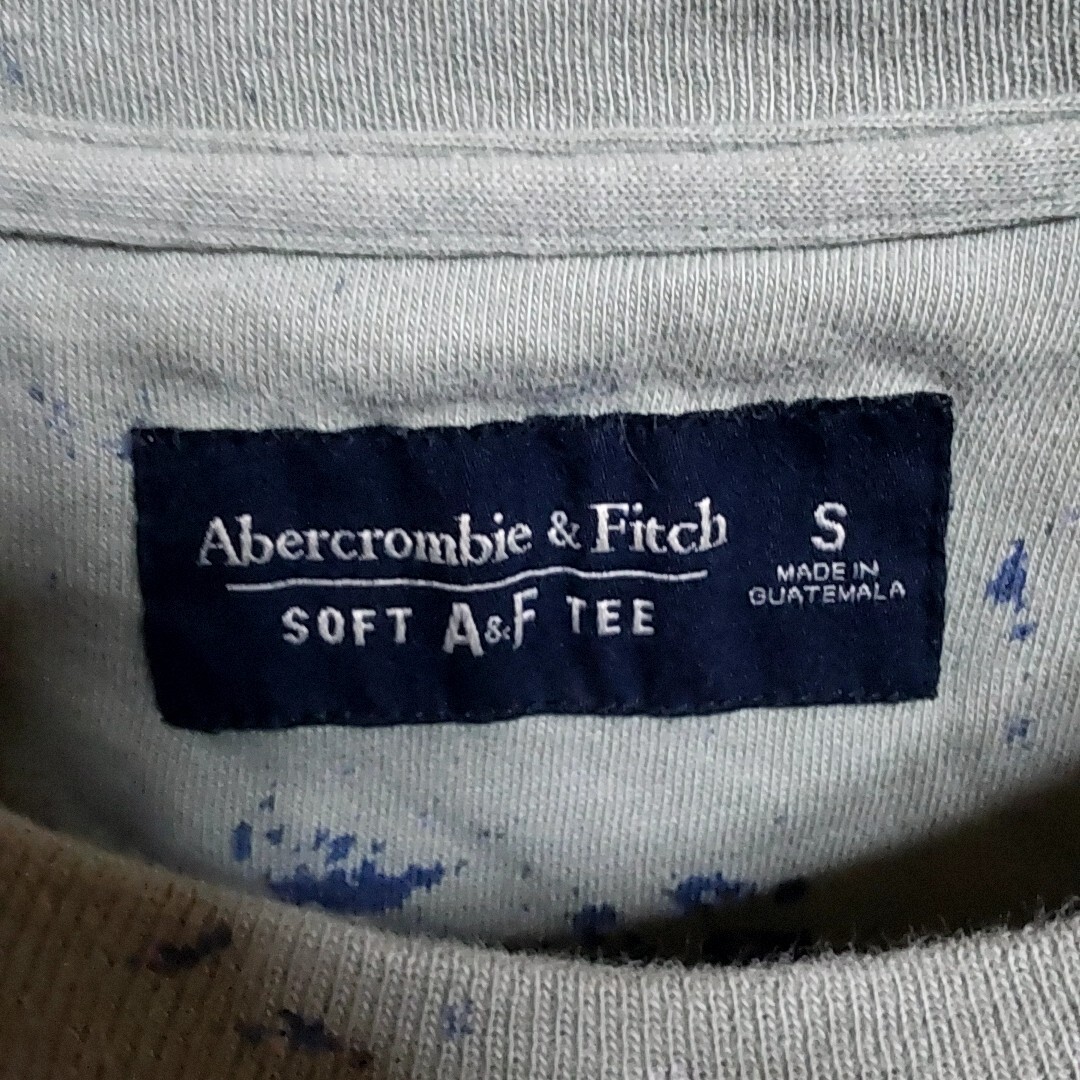 Abercrombie & Fitch
SOFT A&F TEE
S
MADE IN
GUATEMALA